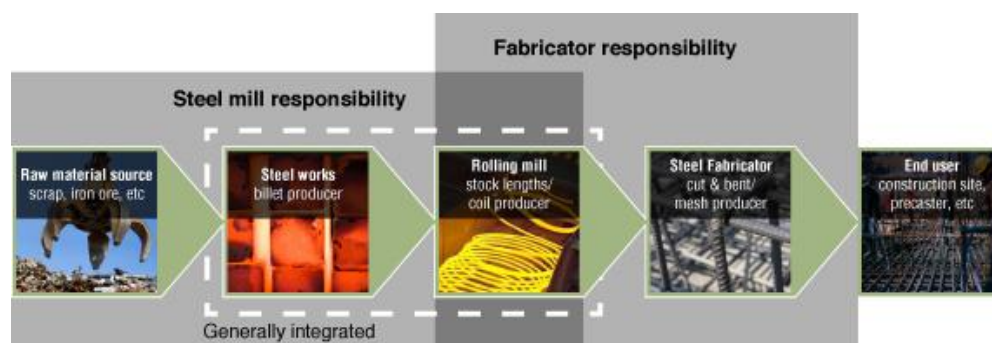 Fabricator responsibility
Steel mill responsibility
Raw material source
scrap, iron ore, etc
Steel works
billet producer
Rolling mill
stock lengths/
coil producer
Steel Fabricator
cut & bent/
mesh producer
End user
construction site,
precaster, etc
Generally integrated